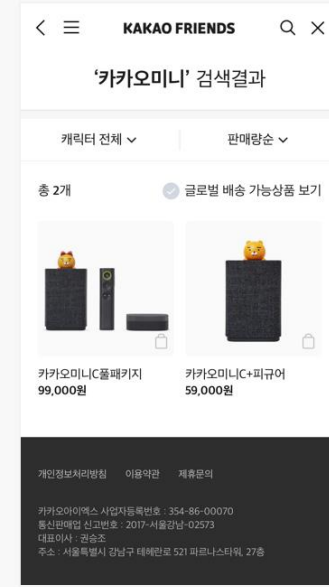 KAKAO FRIENDS
‘카카오미니’ 검색결과
캐릭터 전체
판매량순
총 2개
글로벌 배송 가능상품 보기
카카오미니C풀패키지
99,000원
카카오미니C+피규어
59,000원
개인정보처리방침 이용약관 제휴문의
카카오아이엑스 사업자등록번호 : 354-86-00070
통신판매업 신고번호 : 2017-서울강남-02573
대표이사 : 권승조
주소 : 서울특별시 강남구 테헤란로 521 파르나스타워, 27층